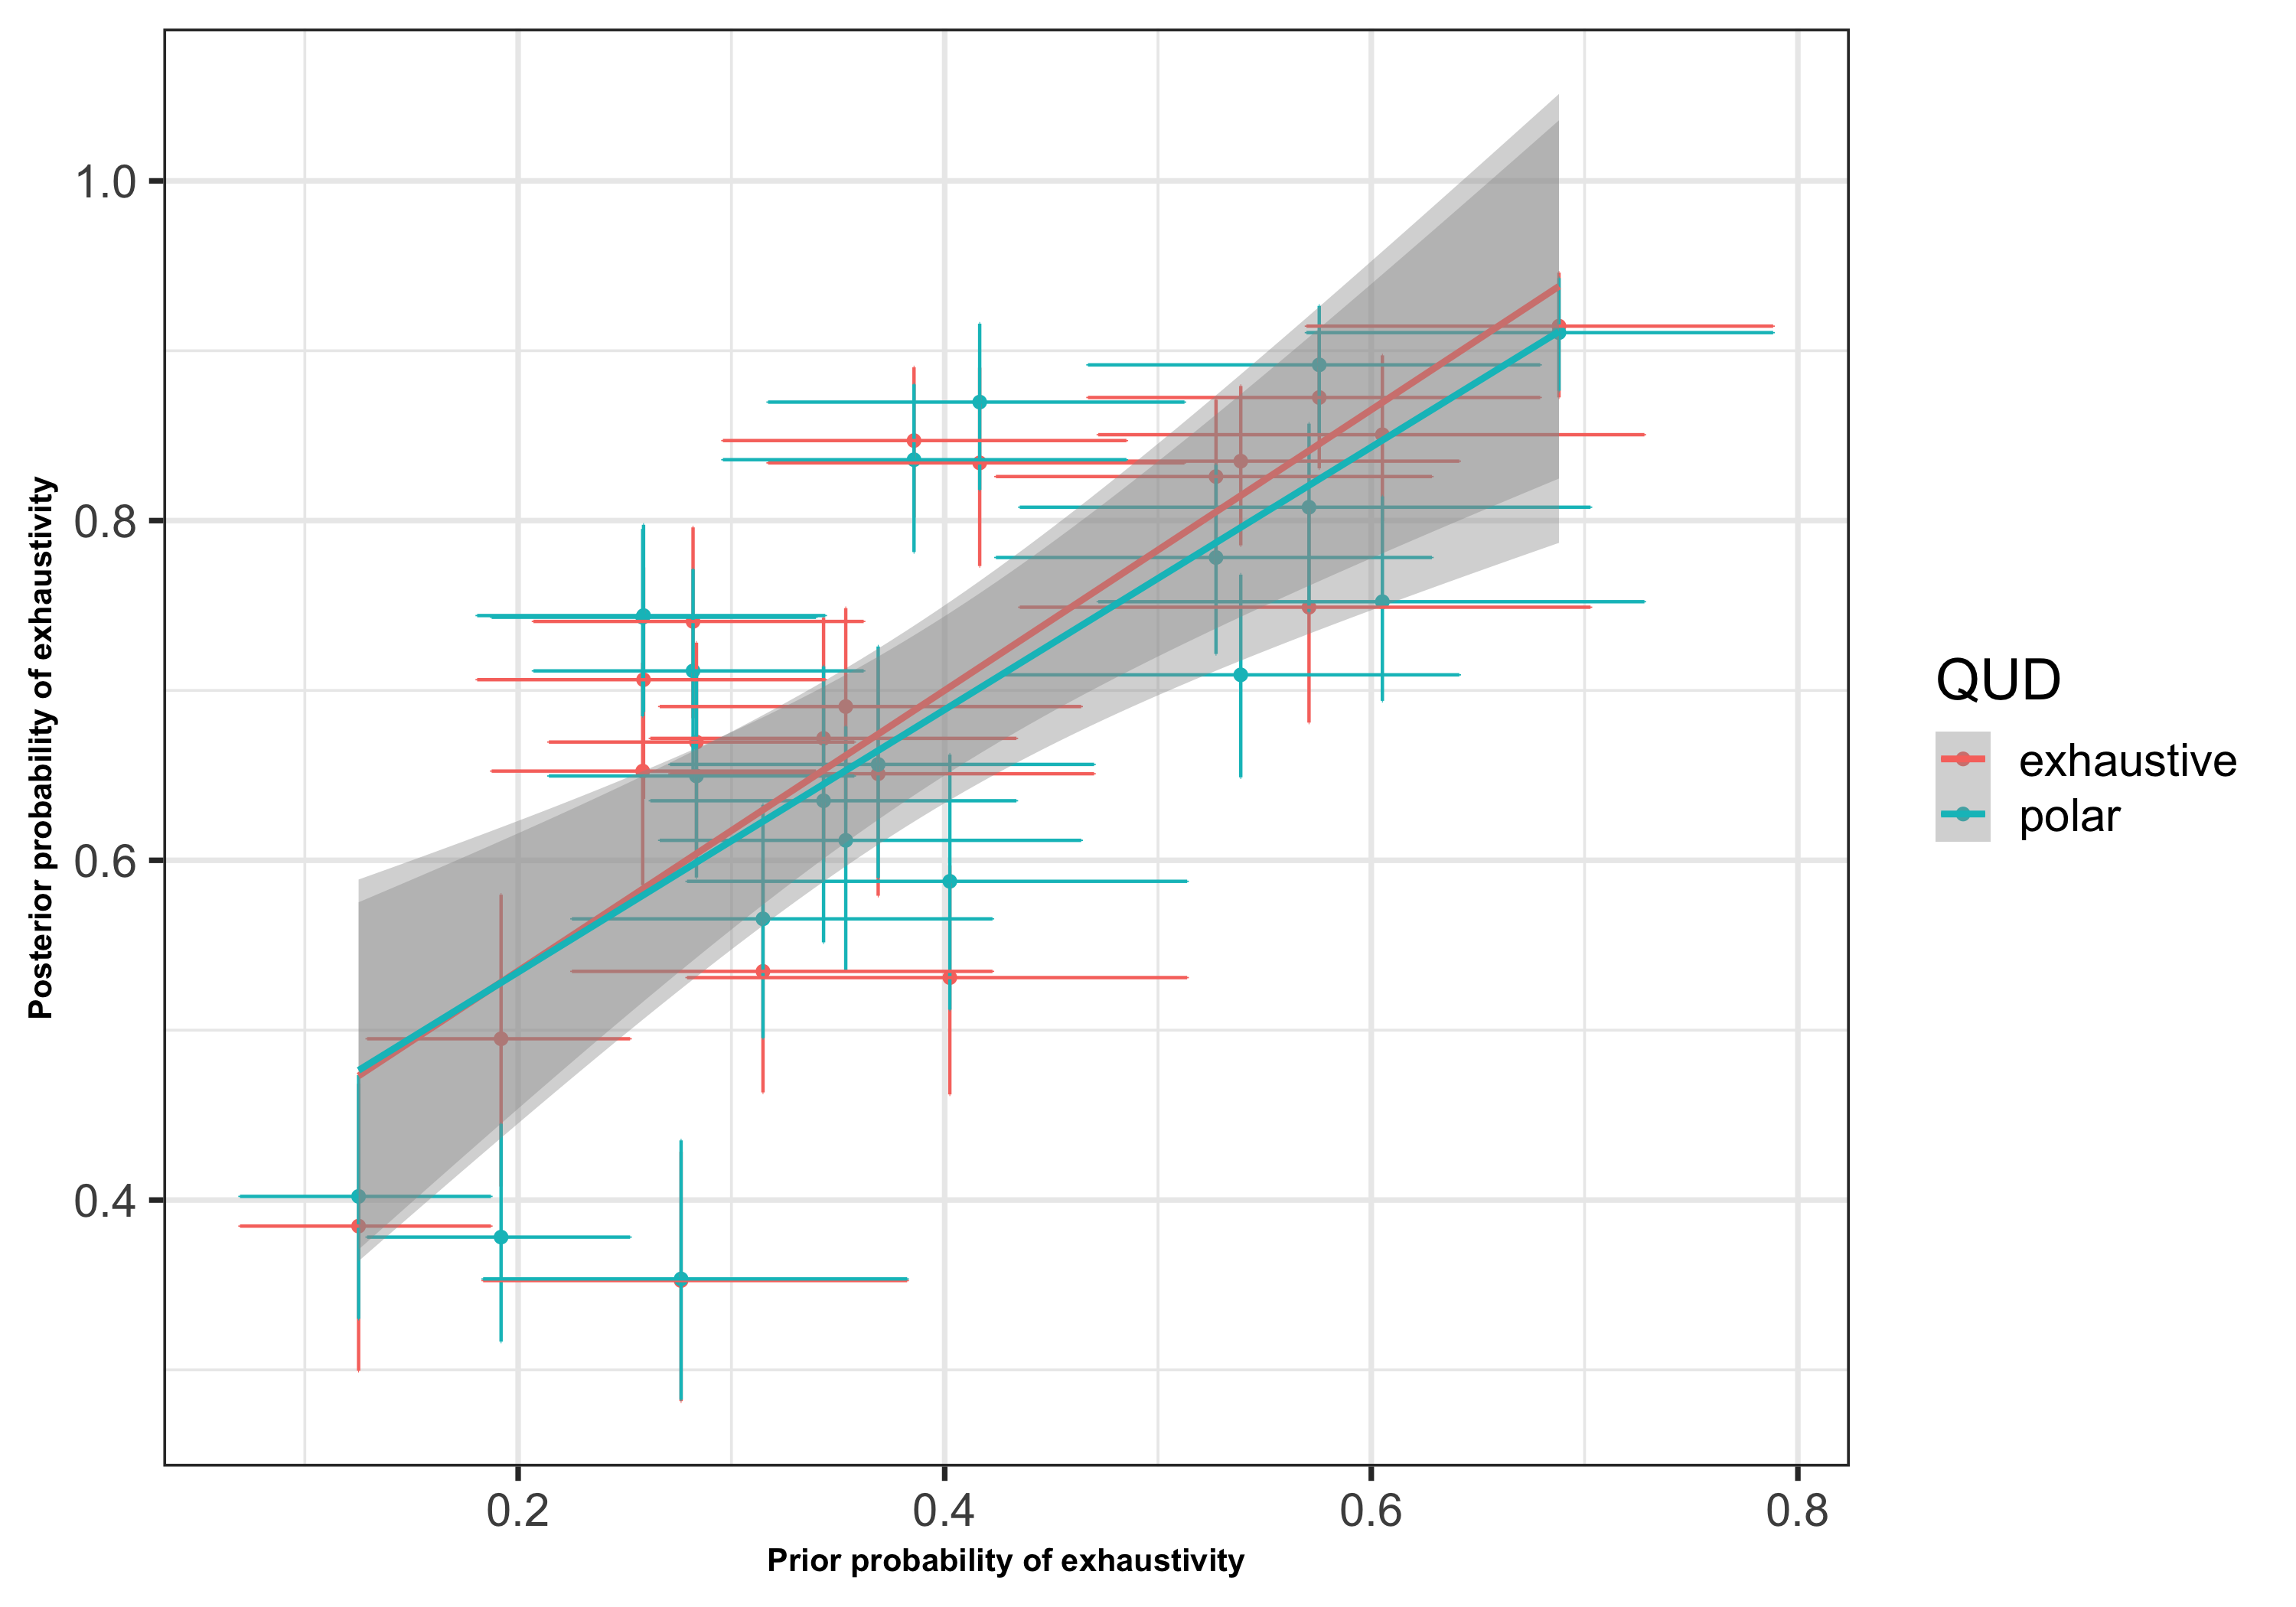 Posterior probability of exhaustivity
1.0
0.8
0.6
0.4
0.2 0.4 0.6 0.8
Prior probability of exhaustivity
QUD
exhaustive
polar